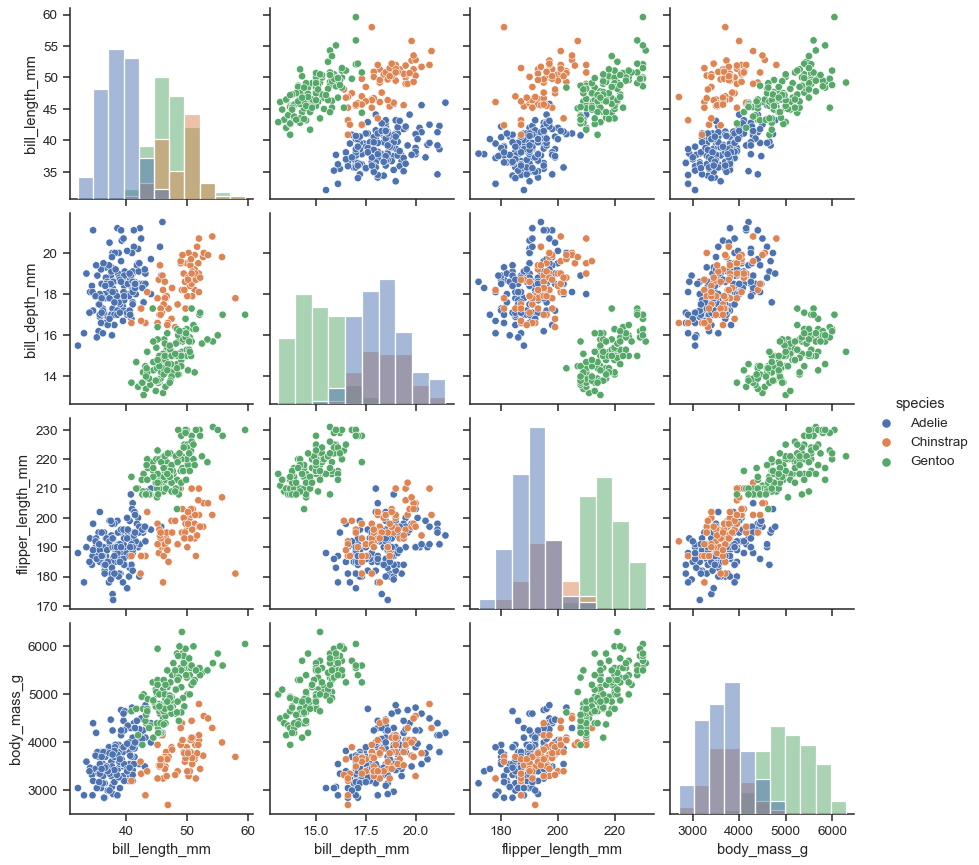 60
55
50
45
40
35
bill_length_mm
20
18
16
14
bill_depth_mm
species
Adelie
Chinstrap
Gentoo
230
220
210
200
190
180
170
flipper_length_mm
6000
5000
4000
3000
body_mass_g
40 50 60
bill_length_mm
15.0 17.5 20.0
bill_depth_mm
180 200 220
flipper_length_mm
3000 4000 5000 6000
body_mass_g